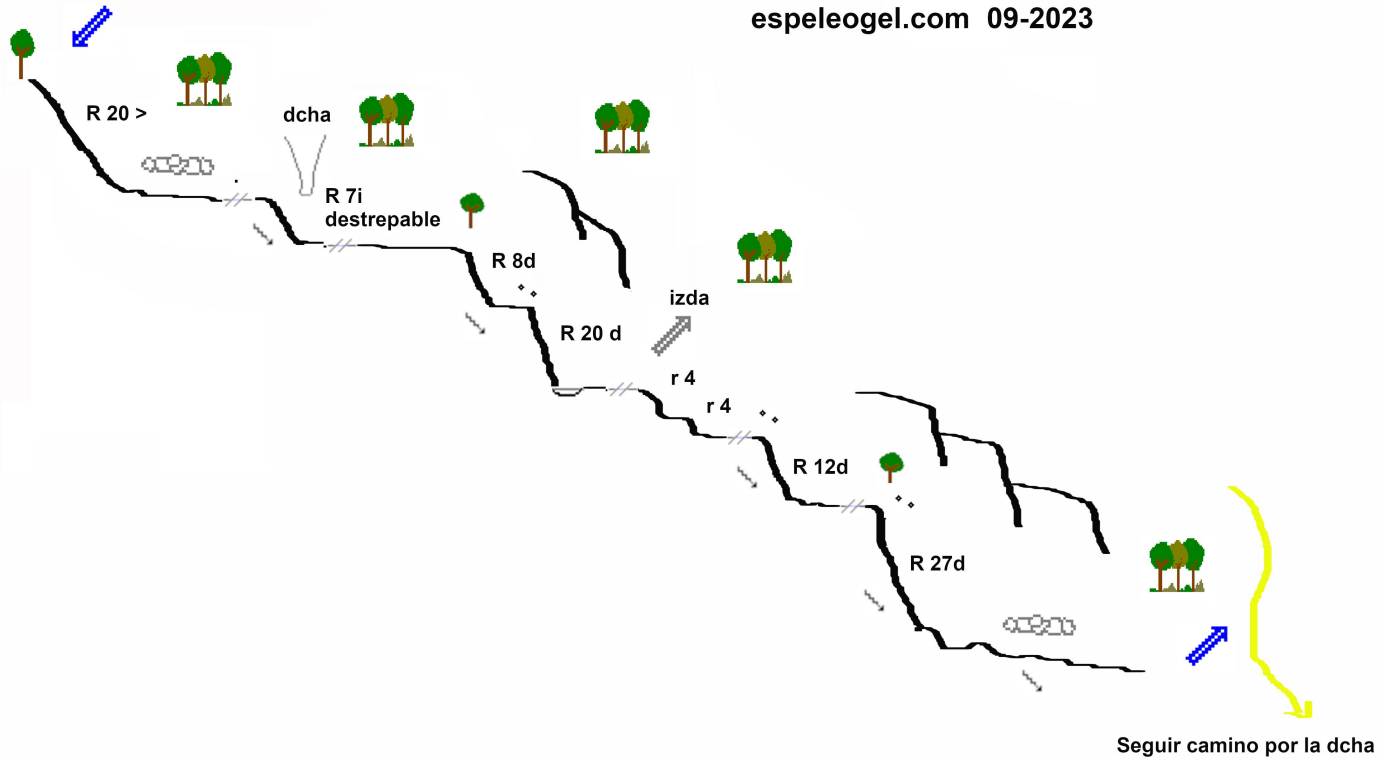 espeleogel.com 09-2023
R 20 >
dcha
R 7i
destrepable
R 8d
izda
R 20 d
r 4
r 4
R 12d
R 27d
Seguir camino por la dcha